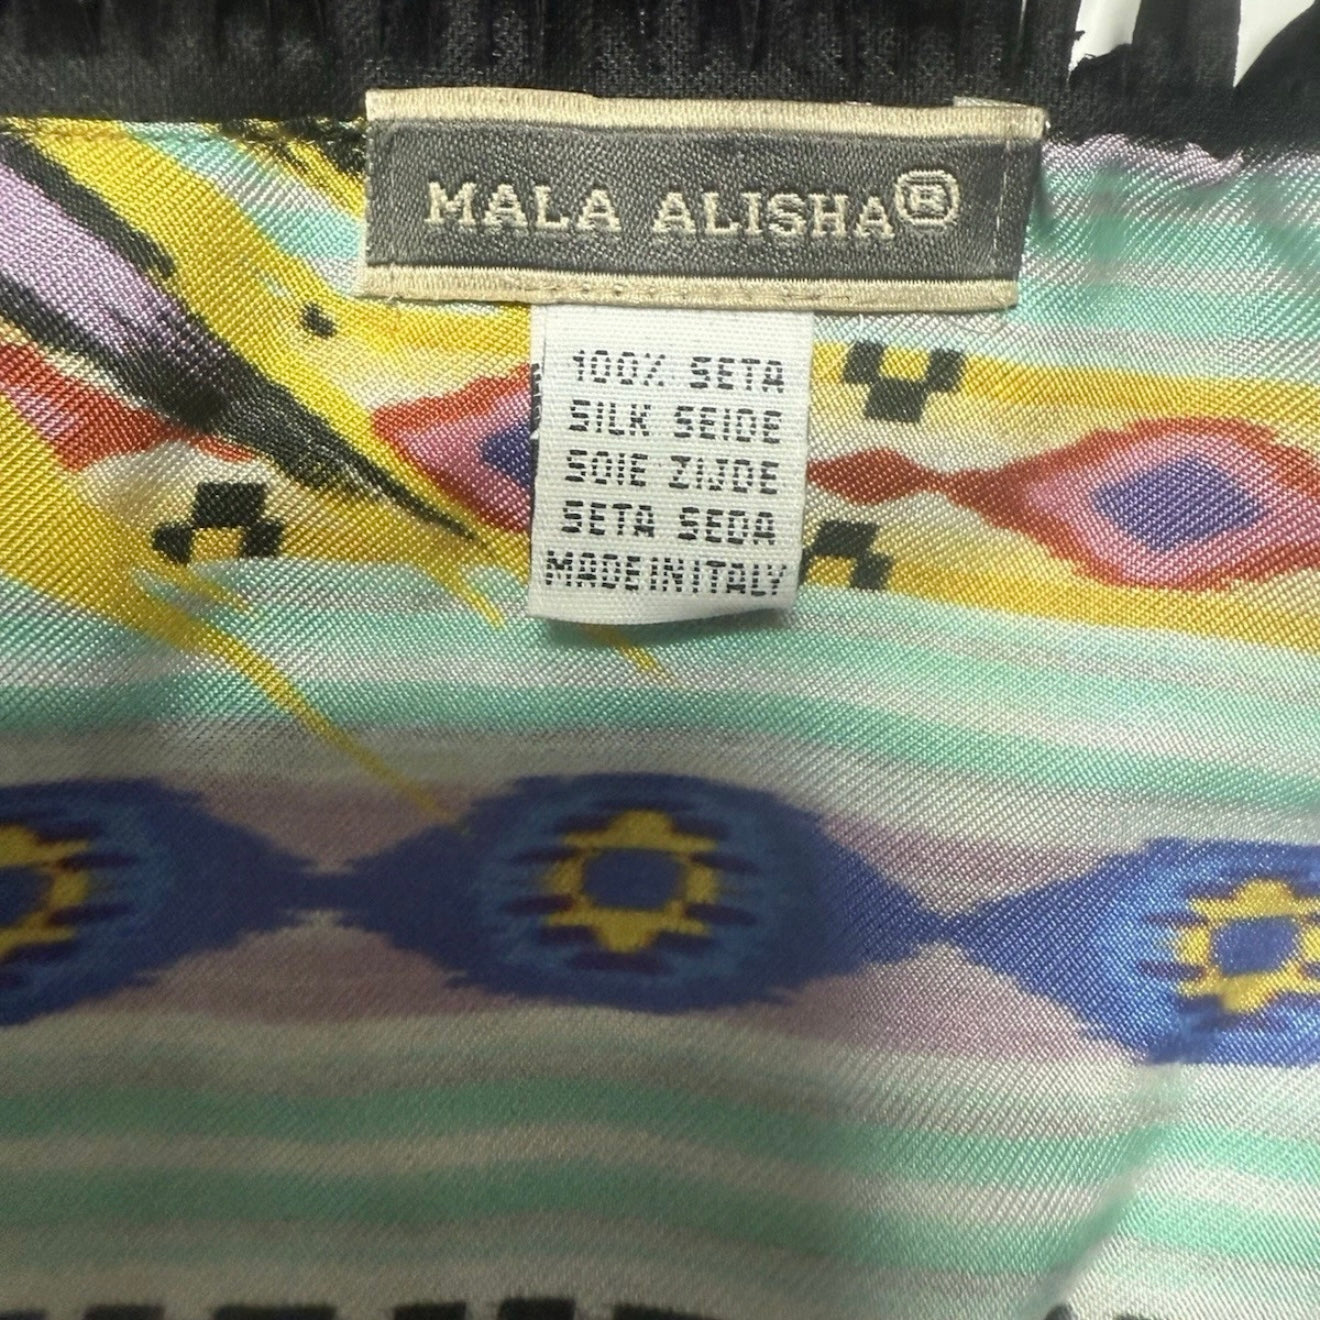 MALA ALISHA®
100% SETA
SILK SEIDE
SOIE ZIJDE
SETA SEDA
MADE IN ITALY